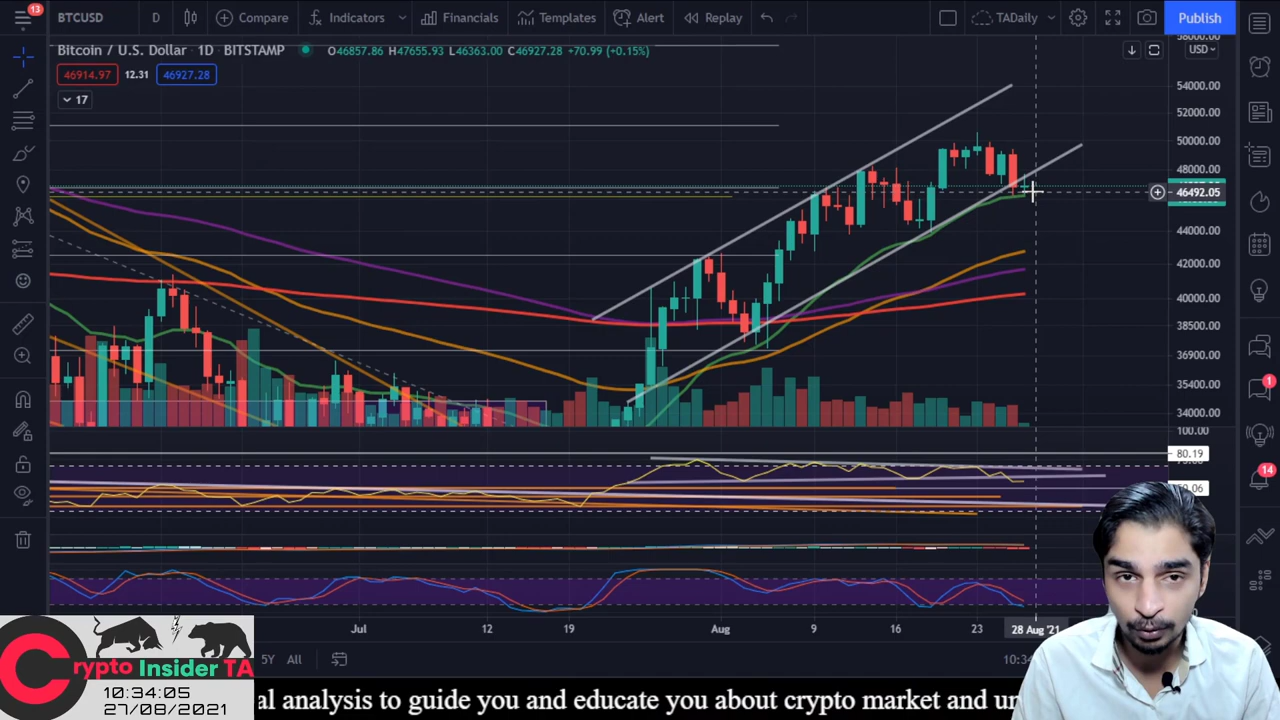 13
BTCUSD D Compare Indicators Financials Templates Alert Replay TADaily Publish
Bitcoin / U.S. Dollar · 1D · BITSTAMP O46857.86 H47655.93 L46363.00 C46927.28 +70.99 (+0.15%)
USD
46914.97 12.31 46927.28
17
54000.00
52000.00
50000.00
48000.00
46492.05
44000.00
42000.00
40000.00
38500.00
36900.00
35400.00
34000.00
100.00
80.19
1
14
Jul 12 19 Aug 9 16 23 28 Aug '21
5Y All
Crypto Insider TA
10:34:05
27/08/2021
al analysis to guide you and educate you about crypto market and